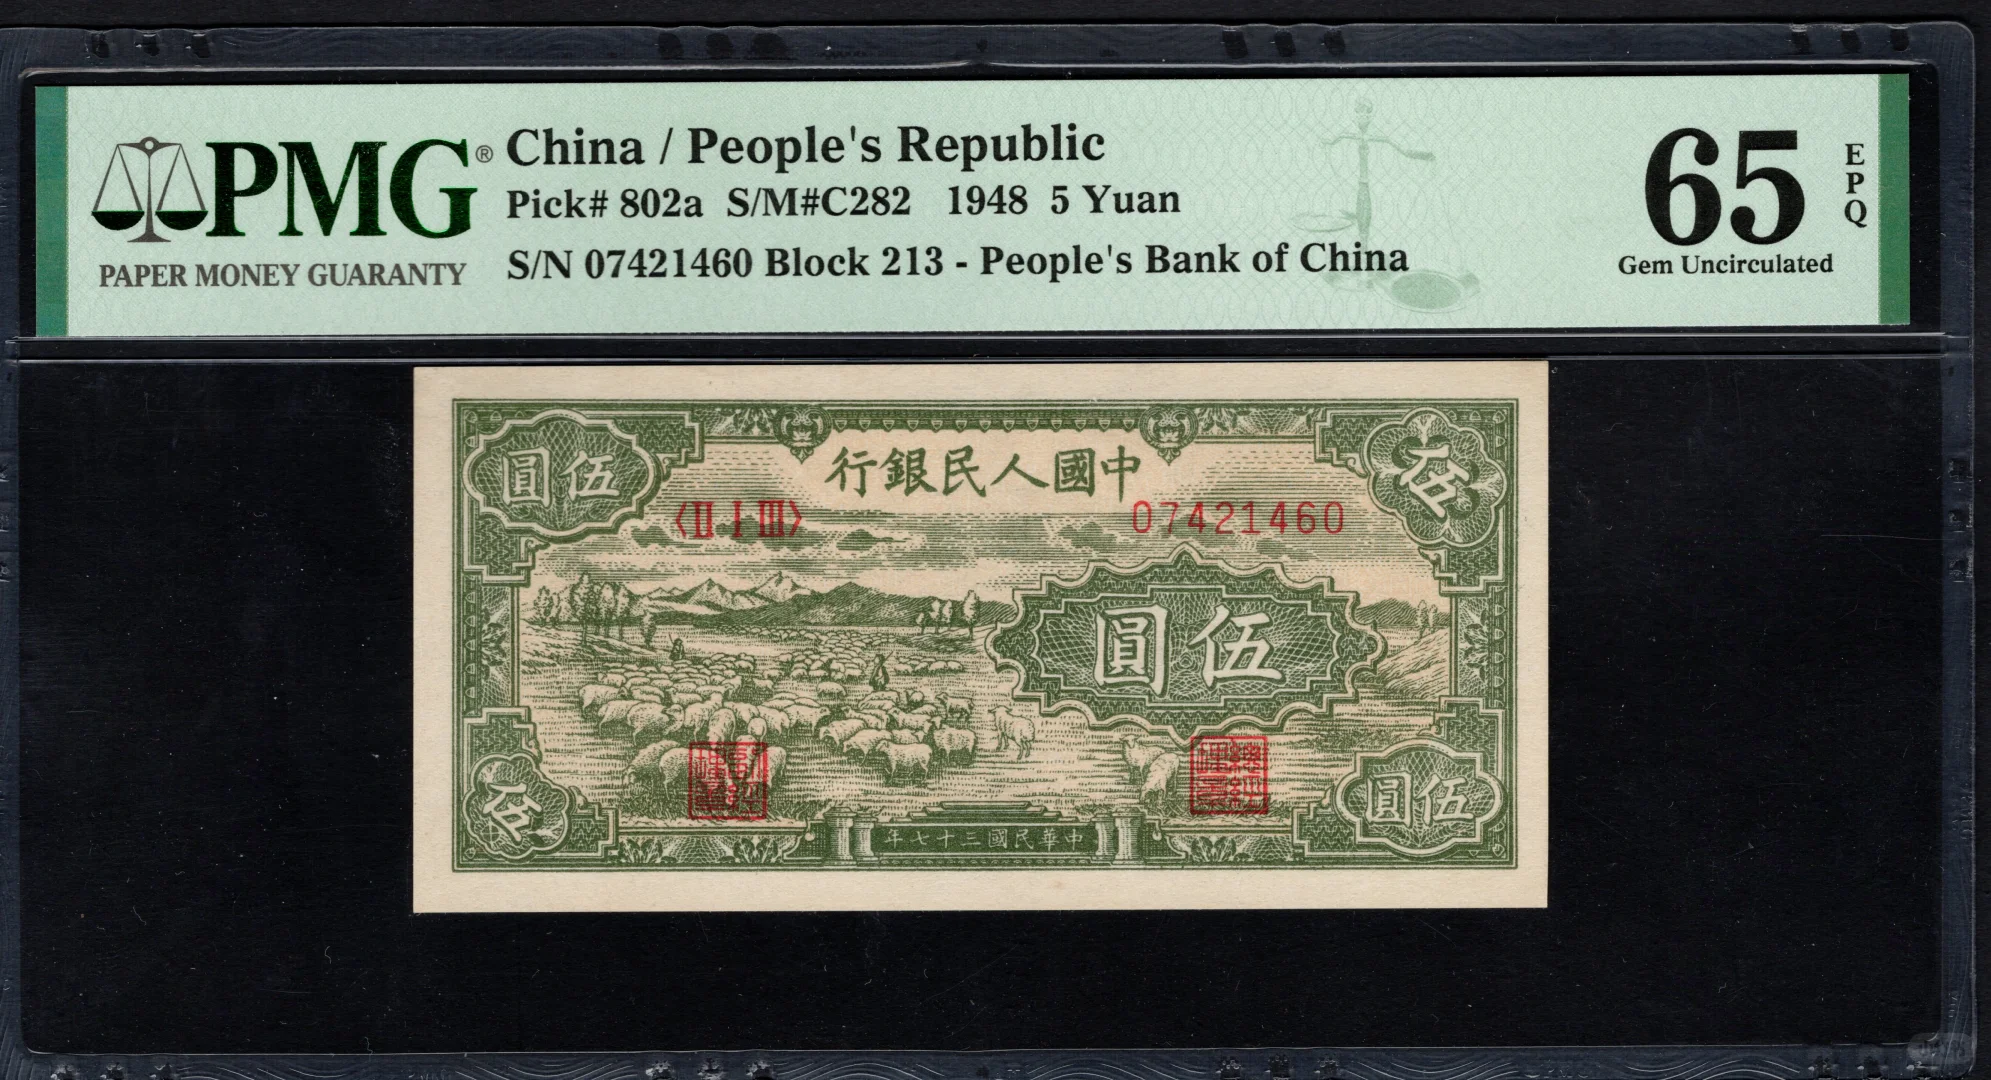 PMG®
PAPER MONEY GUARANTY
China / People's Republic
Pick# 802a S/M#C282 1948 5 Yuan
S/N 07421460 Block 213 - People's Bank of China
65
EPQ
Gem Uncirculated
行銀民人國中
圓伍
伍
〈II I III〉
07421460
圓伍
伍
圓伍
年七十三國民華中